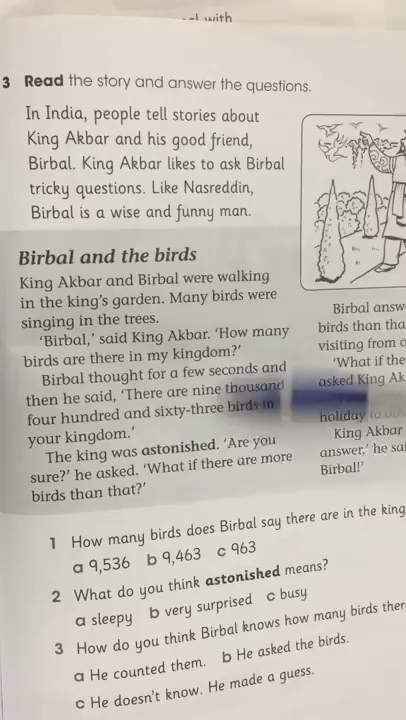 with
3 Read the story and answer the questions.
In India, people tell stories about
King Akbar and his good friend,
Birbal. King Akbar likes to ask Birbal
tricky questions. Like Nasreddin,
Birbal is a wise and funny man.
Birbal and the birds
King Akbar and Birbal were walking
in the king's garden. Many birds were
singing in the trees.
'Birbal,' said King Akbar. 'How many
birds are there in my kingdom?'
Birbal thought for a few seconds and
then he said, 'There are nine thousand
four hundred and sixty-three birds in
your kingdom.'
The king was astonished. 'Are you
sure?' he asked. 'What if there are more
birds than that?'
Birbal answ
birds than tha
visiting from o
'What if the
asked King Ak
holiday to
King Akbar
answer,' he sai
Birbal!'
1 How many birds does Birbal say there are in the king
a 9,536 b 9,463 c 963
2 What do you think astonished means?
a sleepy b very surprised c busy
3 How do you think Birbal knows how many birds ther
a He counted them. b He asked the birds.
c He doesn't know. He made a guess.